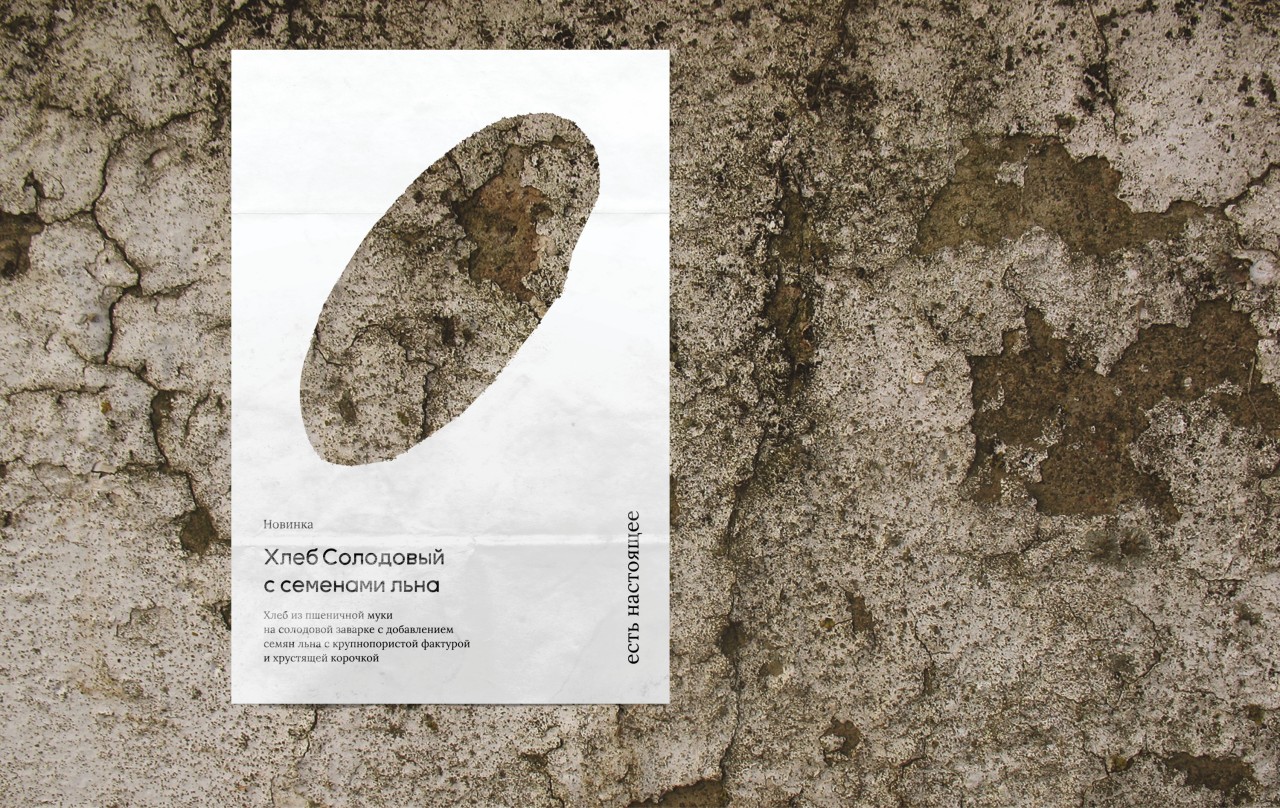 Новинка
Хлеб Солодовый
с семенами льна
Хлеб из пшеничной муки
на солодовой заварке с добавлением
семян льна с крупнопористой фактурой
и хрустящей корочкой
есть настоящее